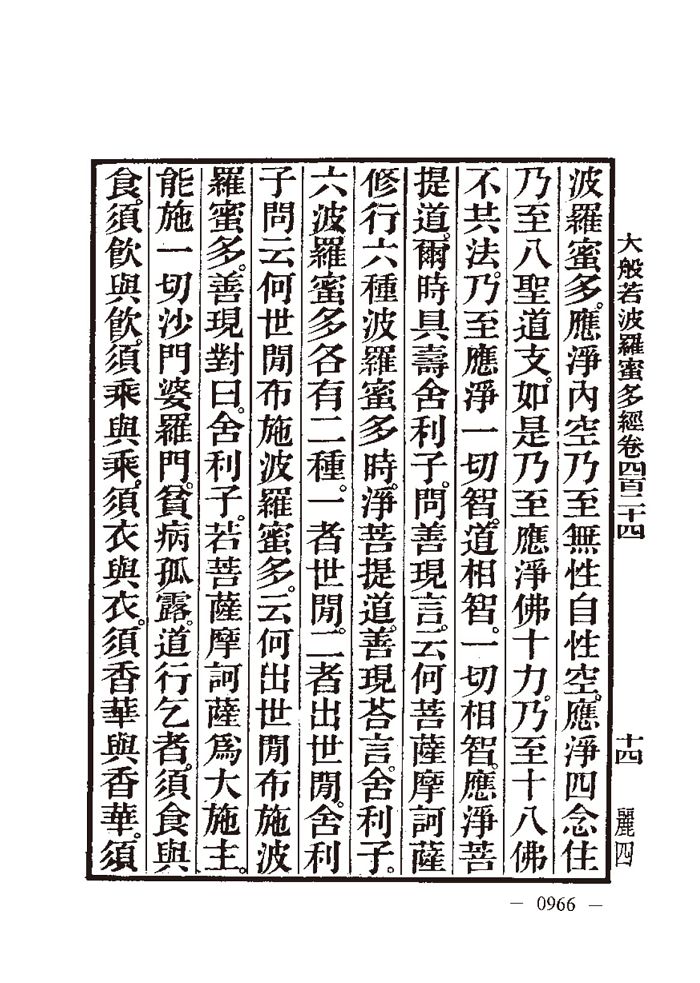 大般若波羅蜜多經卷四百二十四
十四
麗四
波羅蜜多。應淨內空乃至無性自性空。應淨四念住
乃至八聖道支。如是乃至應淨佛十力。乃至十八佛
不共法。乃至應淨一切智。道相智。一切相智。應淨菩
提道。爾時具壽舍利子。問善現言。云何菩薩摩訶薩
修行六種波羅蜜多時。淨菩提道。善現荅言。舍利子。
六波羅蜜多各有二種。一者世閒。二者出世閒。舍利
子問云何世閒布施波羅蜜多。云何出世閒布施波
羅蜜多。善現對曰。舍利子。若菩薩摩訶薩爲大施主。
能施一切沙門婆羅門。貧病孤露。道行乞者。須食與
食。須飮與飮。須乘與乘。須衣與衣。須香華與香華。須
— 0966 —